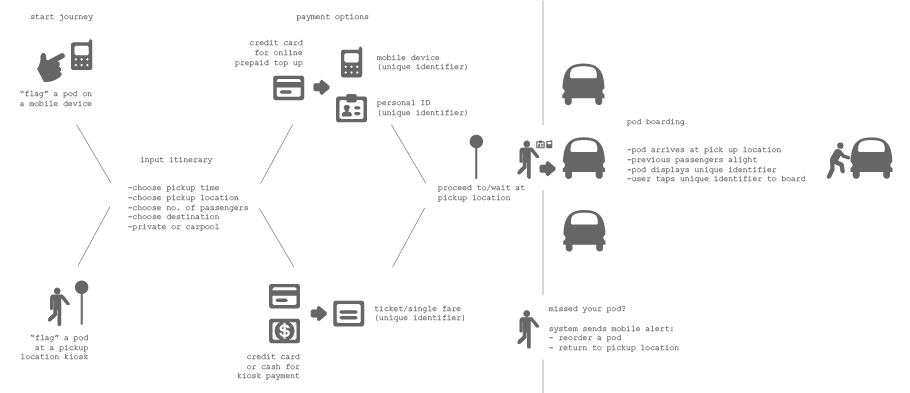 start journey
"flag" a pod on
a mobile device
"flag" a pod
at a pickup
location kiosk
input itinerary
-choose pickup time
-choose pickup location
-choose no. of passengers
-choose destination
-private or carpool
payment options
credit card
for online
prepaid top up
mobile device
(unique identifier)
personal ID
(unique identifier)
credit card
or cash for
kiosk payment
ticket/single fare
(unique identifier)
proceed to/wait at
pickup location
pod boarding
-pod arrives at pick up location
-previous passengers alight
-pod displays unique identifier
-user taps unique identifier to board
missed your pod?
system sends mobile alert:
- reorder a pod
- return to pickup location